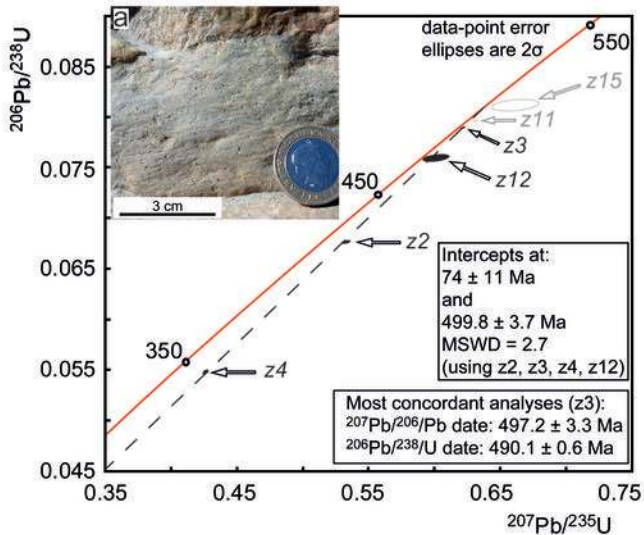 a
3 cm
data-point error
ellipses are 2σ
550
z15
z11
z3
z12
450
z2
350
z4
Intercepts at:
74 ± 11 Ma
and
499.8 ± 3.7 Ma
MSWD = 2.7
(using z2, z3, z4, z12)
Most concordant analyses (z3):
²⁰⁷Pb/²⁰⁶/Pb date: 497.2 ± 3.3 Ma
²⁰⁶Pb/²³⁸/U date: 490.1 ± 0.6 Ma
²⁰⁶Pb/²³⁸U
0.085
0.075
0.065
0.055
0.045
0.35
0.45
0.55
0.65
0.75
²⁰⁷Pb/²³⁵U